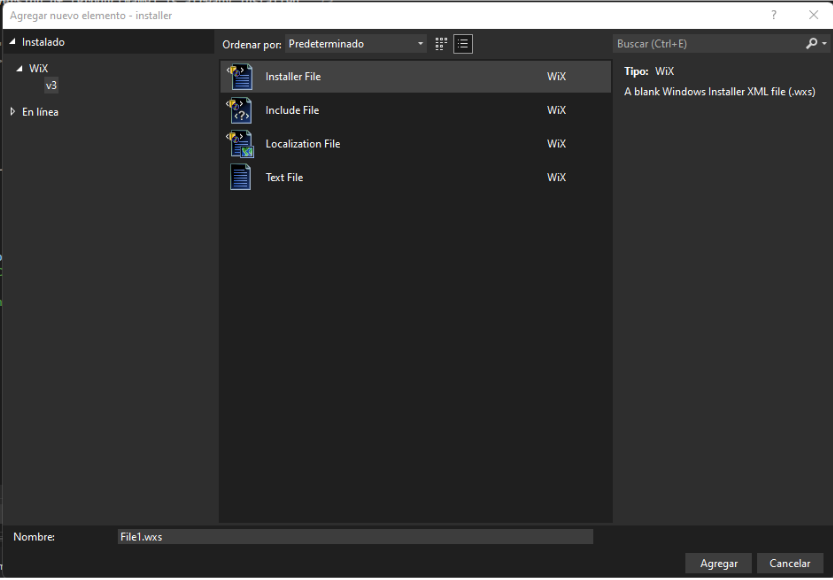 Agregar nuevo elemento - installer
?
Instalado
Ordenar por: Predeterminado
Buscar (Ctrl+E)
WiX
v3
En línea
Installer File WiX
Include File WiX
Localization File WiX
Text File WiX
Tipo: WiX
A blank Windows Installer XML file (.wxs)
Nombre: File1.wxs
Agregar Cancelar